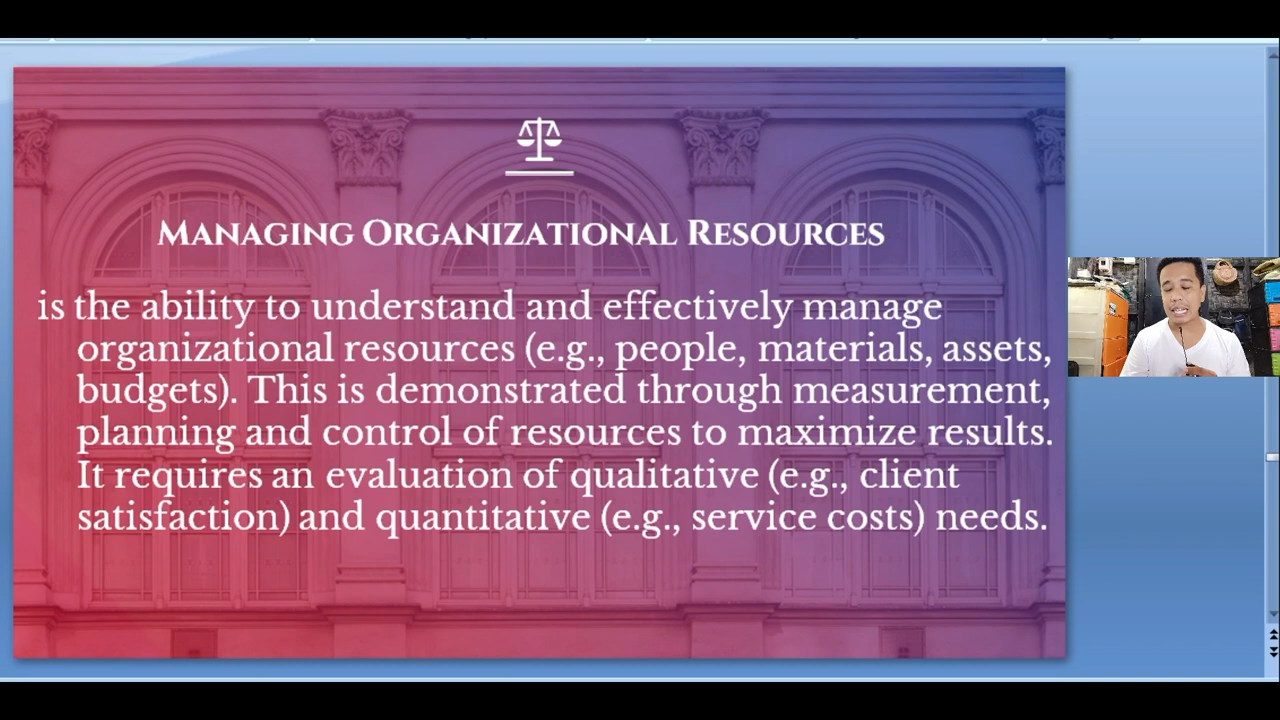 MANAGING ORGANIZATIONAL RESOURCES
is the ability to understand and effectively manage
organizational resources (e.g., people, materials, assets,
budgets). This is demonstrated through measurement,
planning and control of resources to maximize results.
It requires an evaluation of qualitative (e.g., client
satisfaction) and quantitative (e.g., service costs) needs.